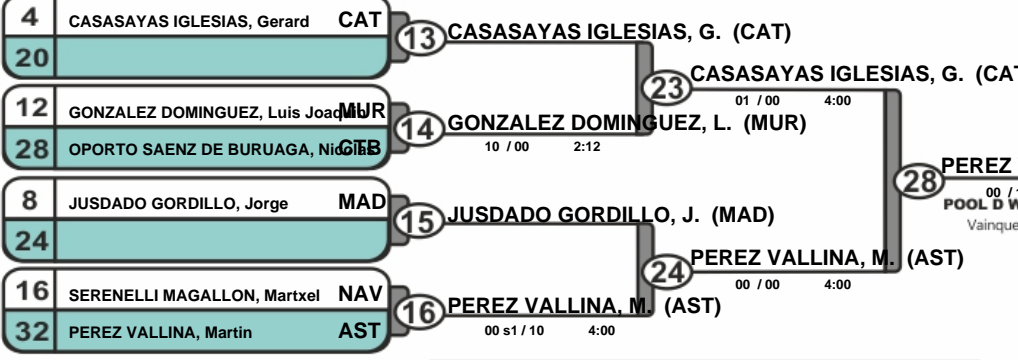 4 CASASAYAS IGLESIAS, Gerard CAT
20
13 CASASAYAS IGLESIAS, G. (CAT)
23 CASASAYAS IGLESIAS, G. (CAT
01 / 00 4:00
12 GONZALEZ DOMINGUEZ, Luis Joaquin MUR
28 OPORTO SAENZ DE BURUAGA, Nicolas CTB
14 GONZALEZ DOMINGUEZ, L. (MUR)
10 / 00 2:12
28 PEREZ
00 /
POOL D W
Vainque
8 JUSDADO GORDILLO, Jorge MAD
24
15 JUSDADO GORDILLO, J. (MAD)
24 PEREZ VALLINA, M. (AST)
00 / 00 4:00
16 SERENELLI MAGALLON, Martxel NAV
32 PEREZ VALLINA, Martin AST
16 PEREZ VALLINA, M. (AST)
00 s1 / 10 4:00